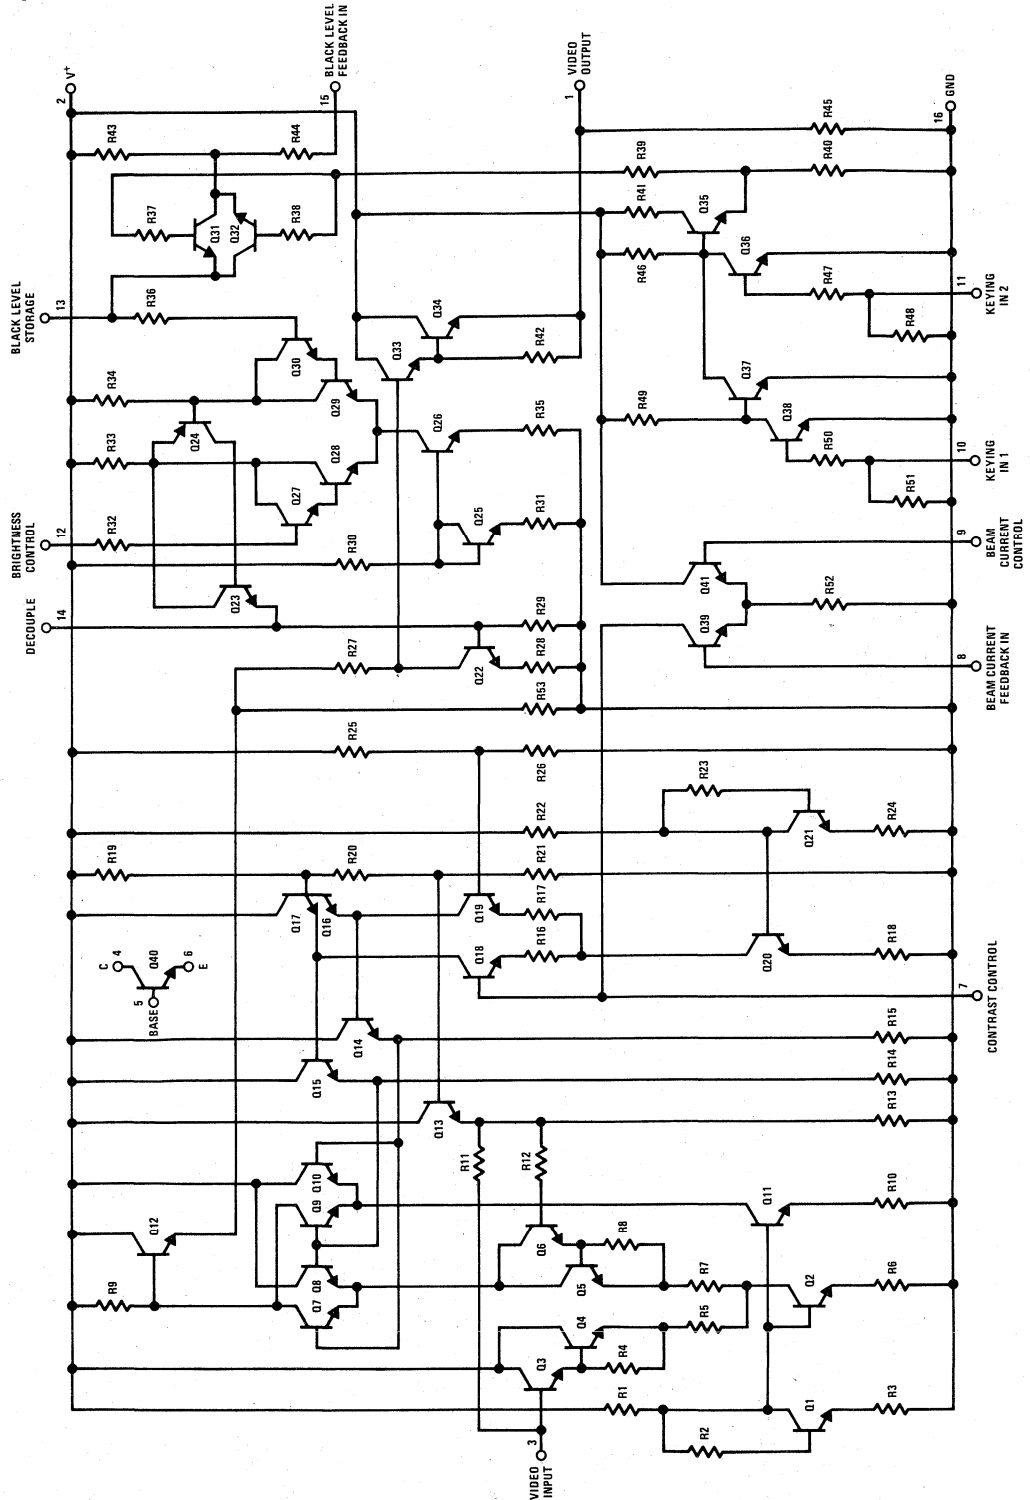 2
V+
BLACK LEVEL
FEEDBACK IN
15
VIDEO
OUTPUT
1
GND
16
R43
R44
R45
R39
R40
R37
Q31
Q32
R38
R41
Q35
R46
Q36
R47
11
KEYING
IN 2
R48
BLACK LEVEL
STORAGE
13
R36
Q30
Q33
Q34
R42
Q37
R34
Q29
Q24
R33
Q28
Q26
R35
R49
Q38
R50
10
KEYING
IN 1
R51
Q27
BRIGHTNESS
CONTROL
12
R32
R30
Q25
R31
9
BEAM
CURRENT
CONTROL
Q41
R52
Q39
DECOUPLE
14
Q23
R29
R27
Q22
R28
R53
8
BEAM CURRENT
FEEDBACK IN
R25
R26
R23
R22
Q21
R24
R19
R20
R21
Q17
Q16
Q19
R17
Q18
R16
Q20
R18
C
4
Q40
6
E
5
BASE
7
CONTRAST CONTROL
Q14
R15
Q15
R14
Q13
R13
R11
R12
Q10
Q9
Q11
R10
Q12
Q6
R8
Q8
Q7
Q5
R7
Q2
R6
R9
R5
Q4
Q3
R4
R1
R2
Q1
R3
3
VIDEO
INPUT